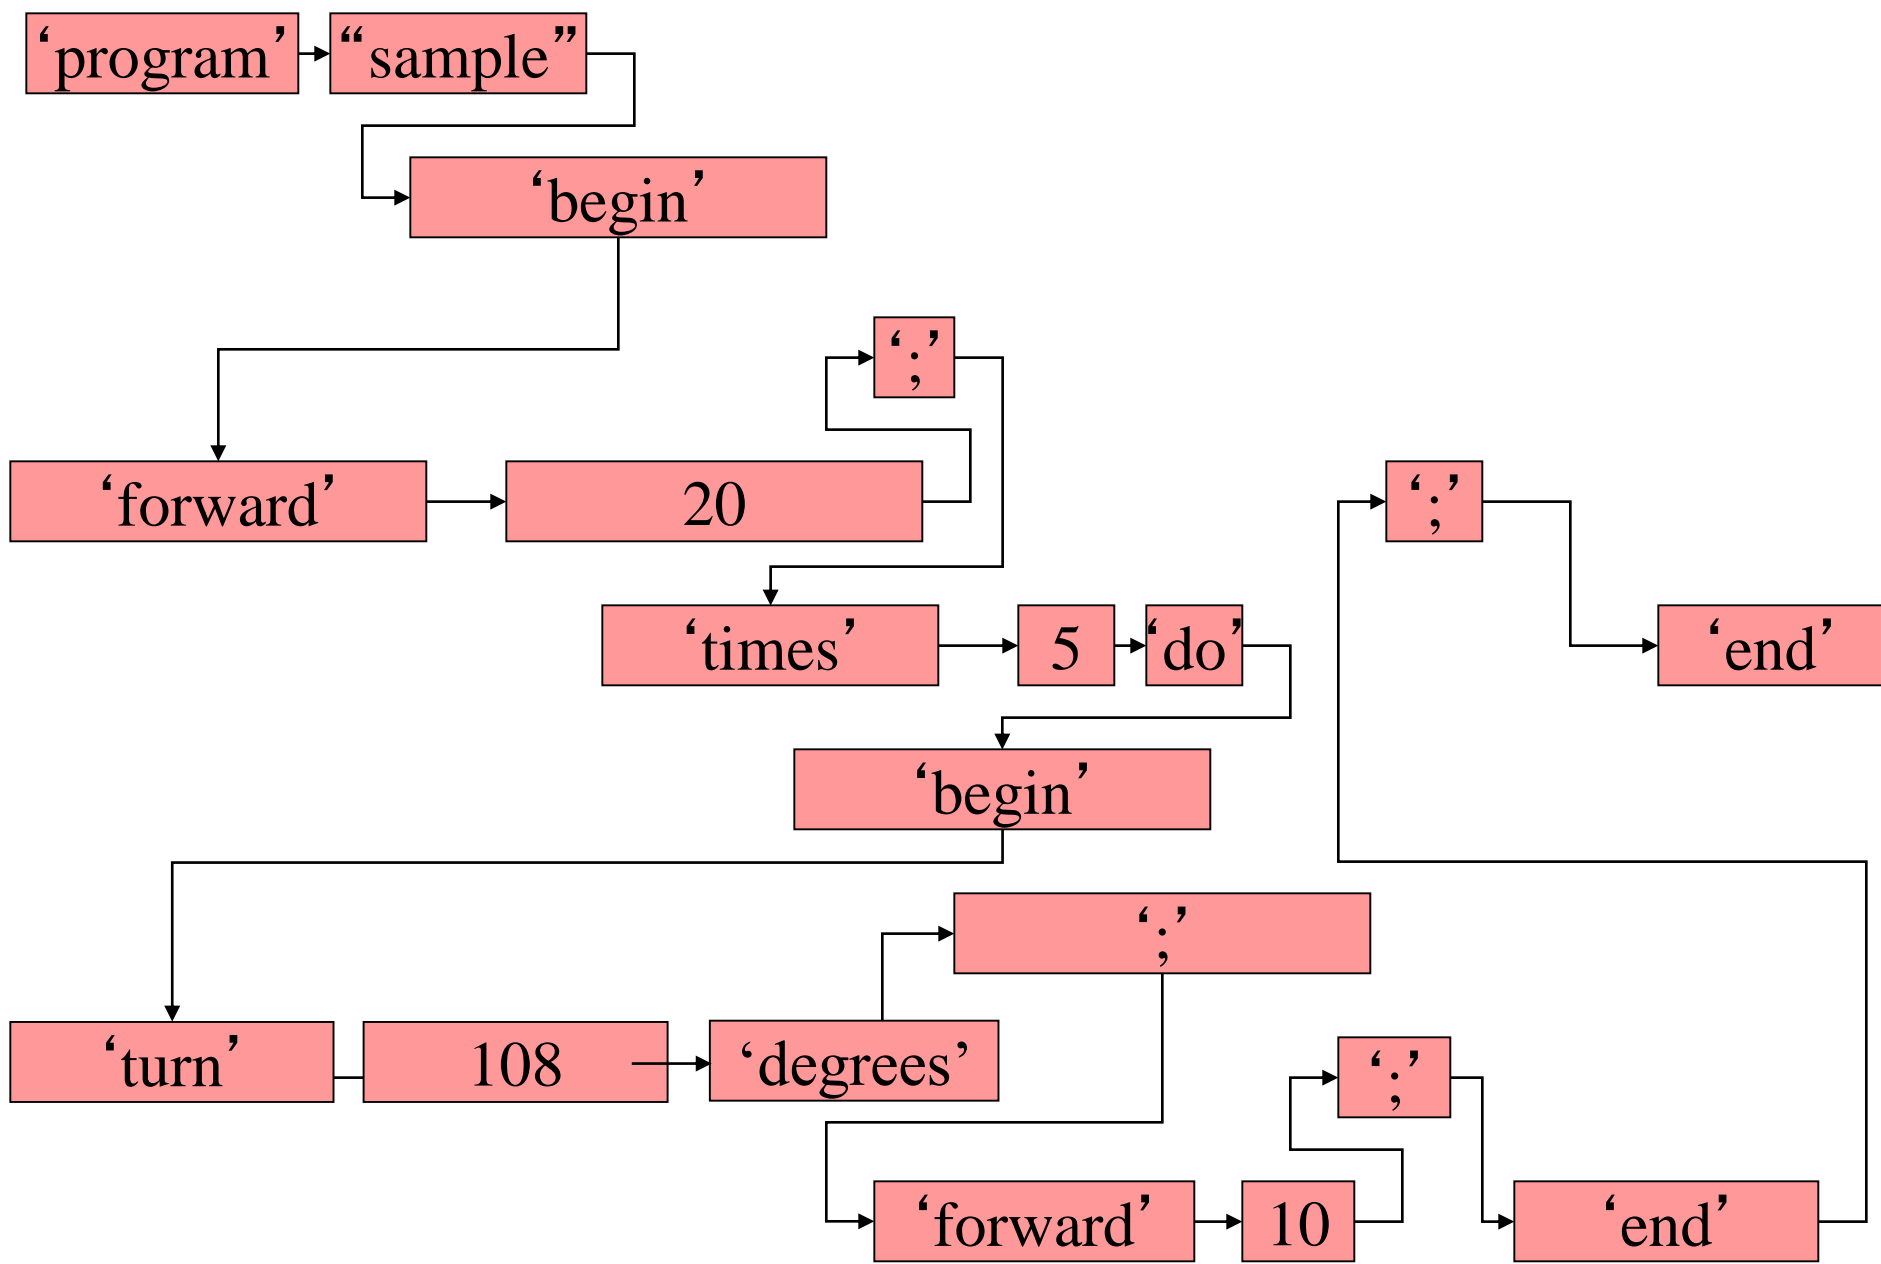 ‘program’ “sample”
‘begin’
‘;’
‘forward’ 20 ‘;’
‘times’ 5 ‘do’ ‘end’
‘begin’
‘;’
‘turn’ 108 ‘degrees’ ‘;’
‘forward’ 10 ‘end’